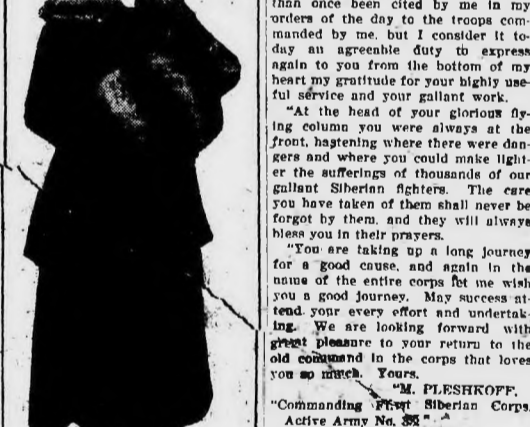 than once been cited by me in my
orders of the day to the troops com-
manded by me, but I consider it to-
day an agreeable duty to express
again to you from the bottom of my
heart my gratitude for your highly use-
ful service and your gallant work.
"At the head of your glorious fly-
ing column you were always at the
front, hastening where there were dan-
gers and where you could make light-
er the sufferings of thousands of our
gallant Siberian fighters. The care
you have taken of them shall never be
forgot by them, and they will always
bless you in their prayers.
"You are taking up a long journey
for a good cause, and again in the
name of the entire corps let me wish
you a good journey. May success at-
tend your every effort and undertak-
ing. We are looking forward with
great pleasure to your return to the
old command in the corps that loves
you so much. Yours.
"M. PLESHKOFF.
"Commanding First Siberian Corps,
Active Army No.